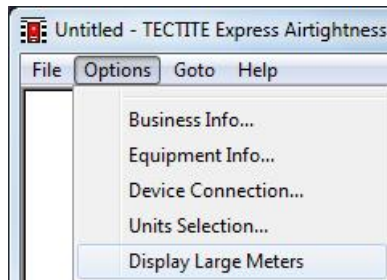 Untitled - TECTITE Express Airtightness
File Options Goto Help
Business Info...
Equipment Info...
Device Connection...
Units Selection...
Display Large Meters